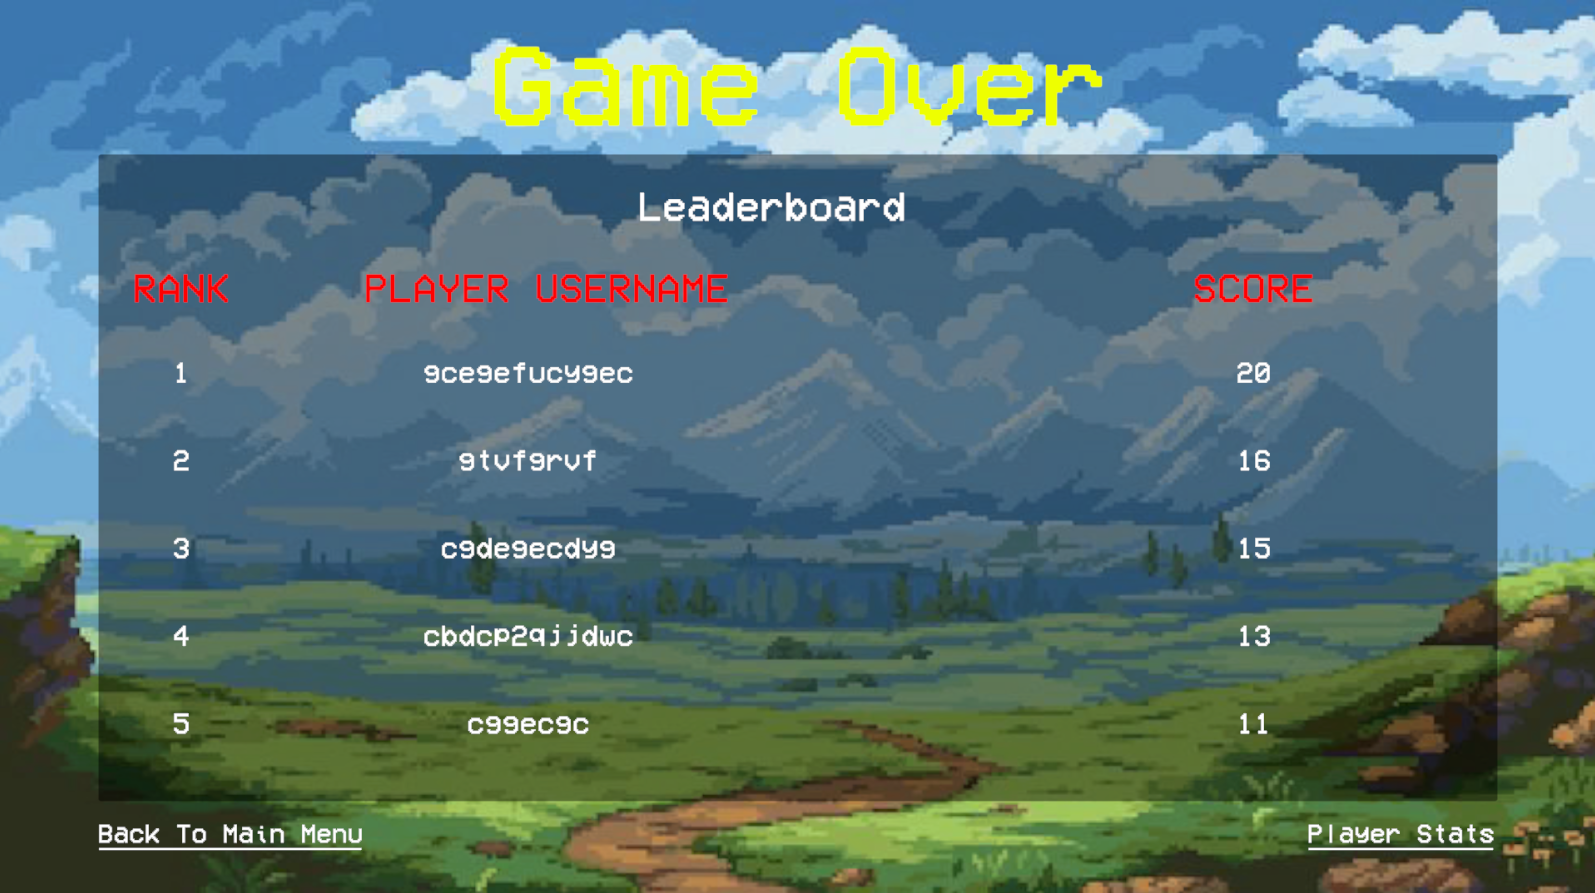 Game Over
Leaderboard
RANK PLAYER USERNAME SCORE
1 9ce9efucy9ec 20
2 9tvf9rvf 16
3 c9de9ecdy9 15
4 cbdcp2qjjdwc 13
5 c99ec9c 11
Back To Main Menu Player Stats